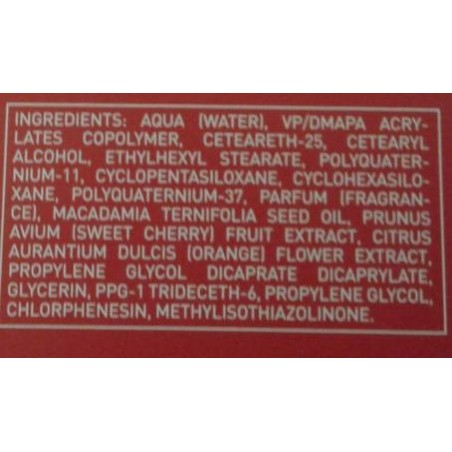 INGREDIENTS: AQUA (WATER), VP/DMAPA ACRY-
LATES COPOLYMER, CETEARETH-25, CETEARYL
ALCOHOL, ETHYLHEXYL STEARATE, POLYQUATER-
NIUM-11, CYCLOPENTASILOXANE, CYCLOHEXASILO-
XANE, POLYQUATERNIUM-37, PARFUM (FRAGRAN-
CE), MACADAMIA TERNIFOLIA SEED OIL, PRUNUS
AVIUM (SWEET CHERRY) FRUIT EXTRACT, CITRUS
AURANTIUM DULCIS (ORANGE) FLOWER EXTRACT,
PROPYLENE GLYCOL DICAPRATE DICAPRYLATE,
GLYCERIN, PPG-1 TRIDECETH-6, PROPYLENE GLYCOL,
CHLORPHENESIN, METHYLISOTHIAZOLINONE.